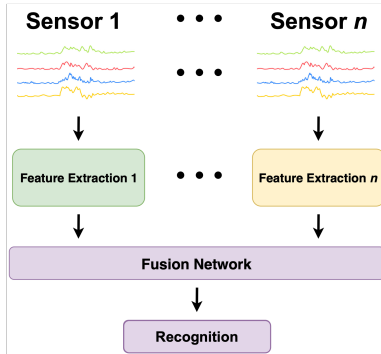 Sensor 1 • • • Sensor n
• • •
Feature Extraction 1 • • • Feature Extraction n
Fusion Network
Recognition